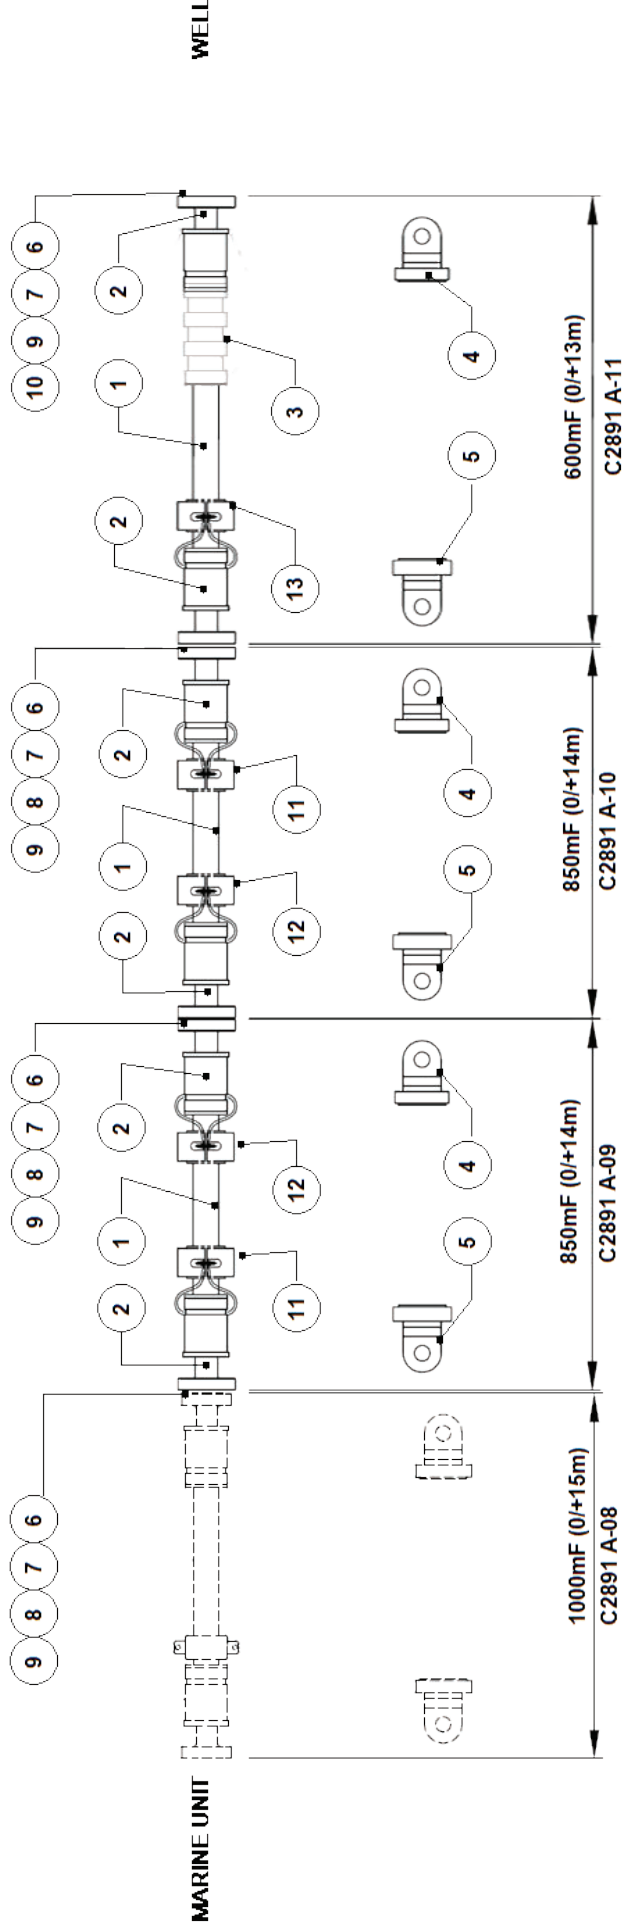 9 8 7 6
9 8 7 6
9 8 7 6
10 9 7 6
2 1 2 2 1 2 2 1 2
MARINE UNIT
WELL
11 12 12 11 13 3
5 4 5 4 5 4
1000mF (0/+15m)
C2891 A-08
850mF (0/+14m)
C2891 A-09
850mF (0/+14m)
C2891 A-10
600mF (0/+13m)
C2891 A-11